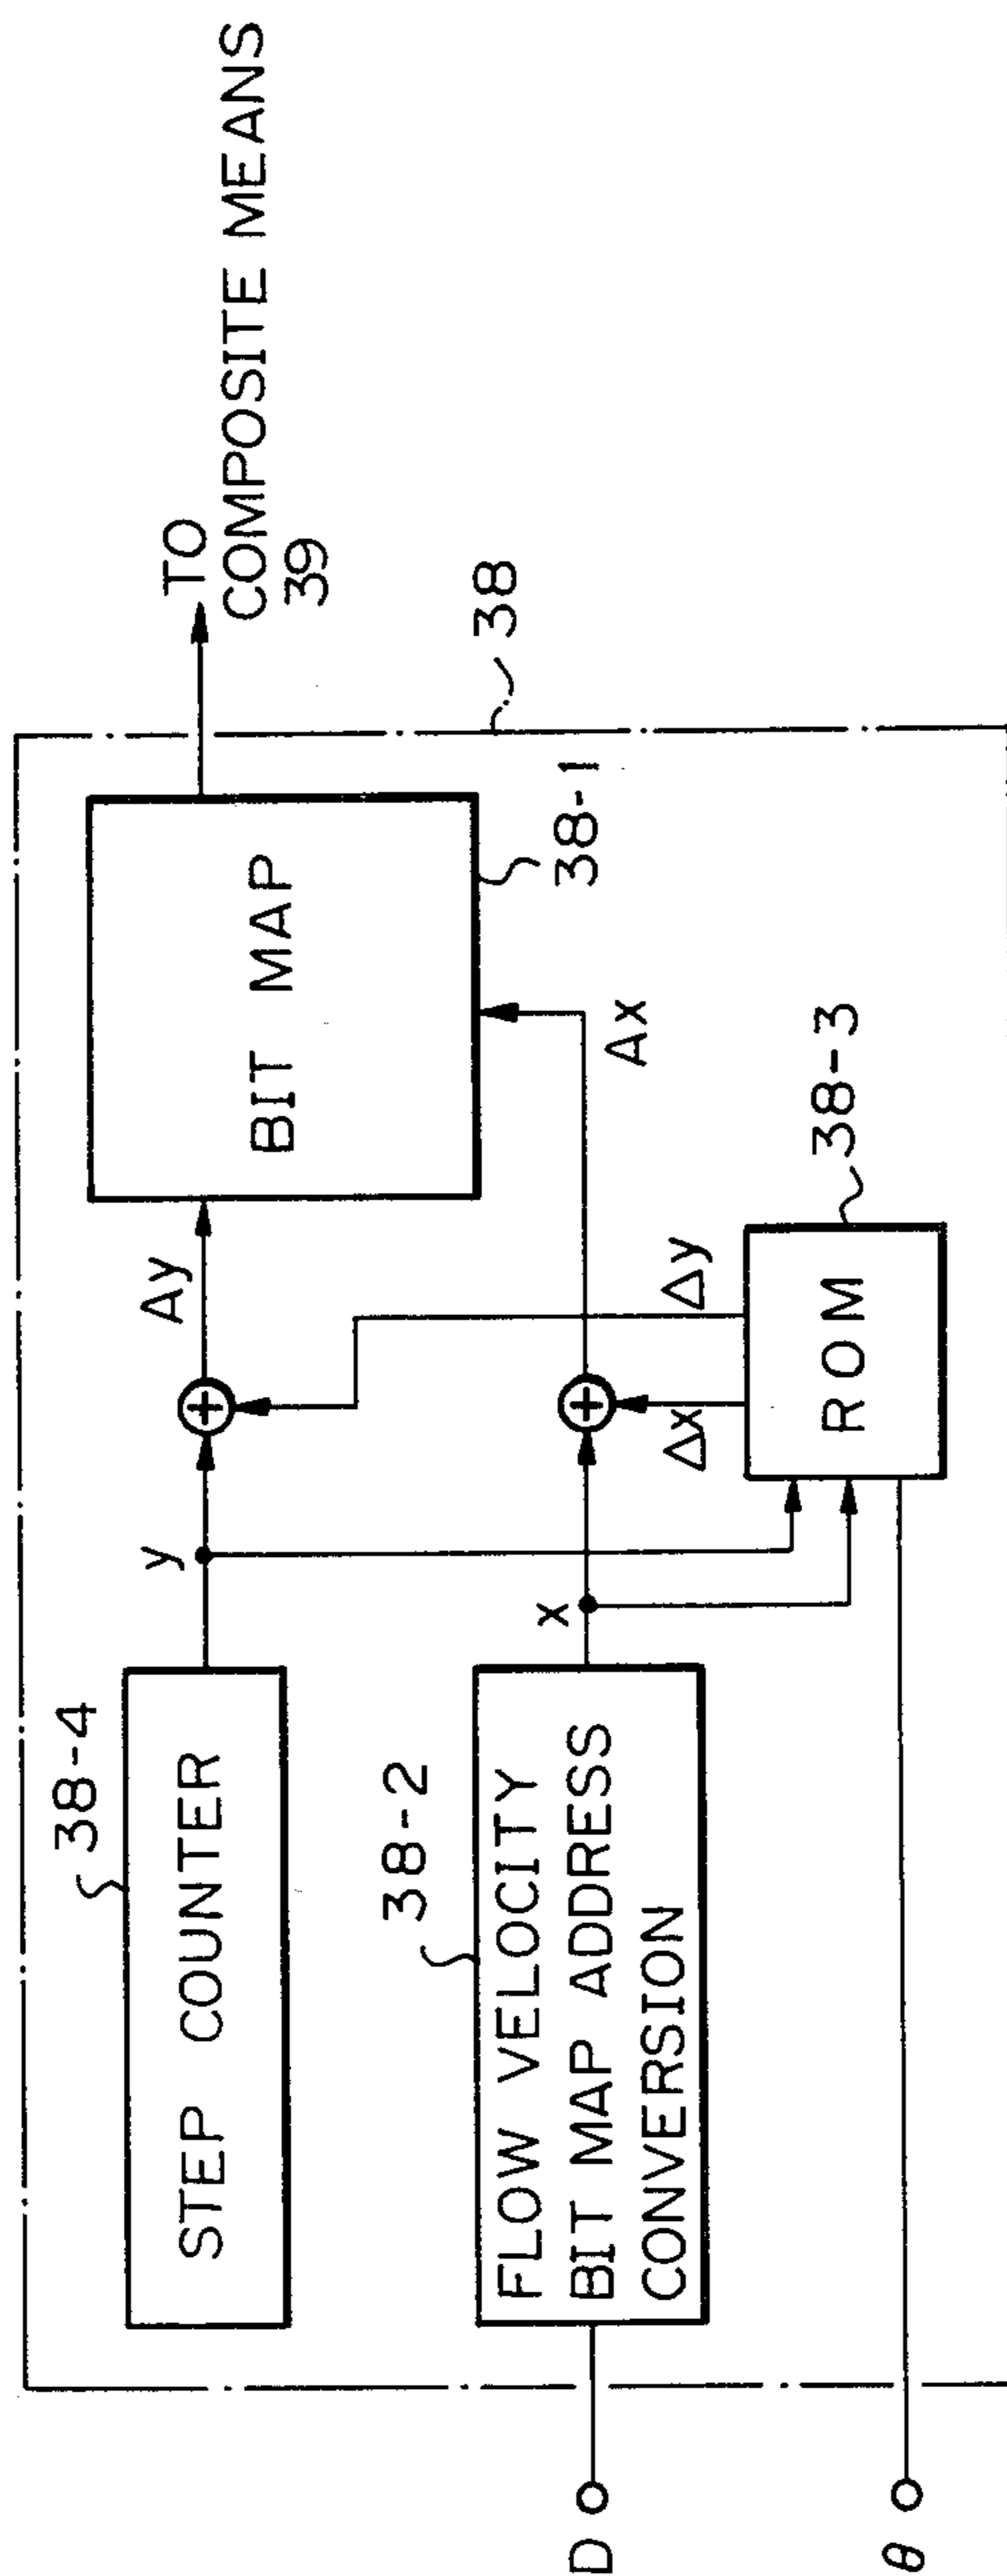 TO
COMPOSITE MEANS
39
38
BIT MAP
38-1
Ay
Ax
y
x
Δy
Δx
ROM
38-3
STEP COUNTER
38-4
FLOW VELOCITY
BIT MAP ADDRESS
CONVERSION
38-2
D
θ